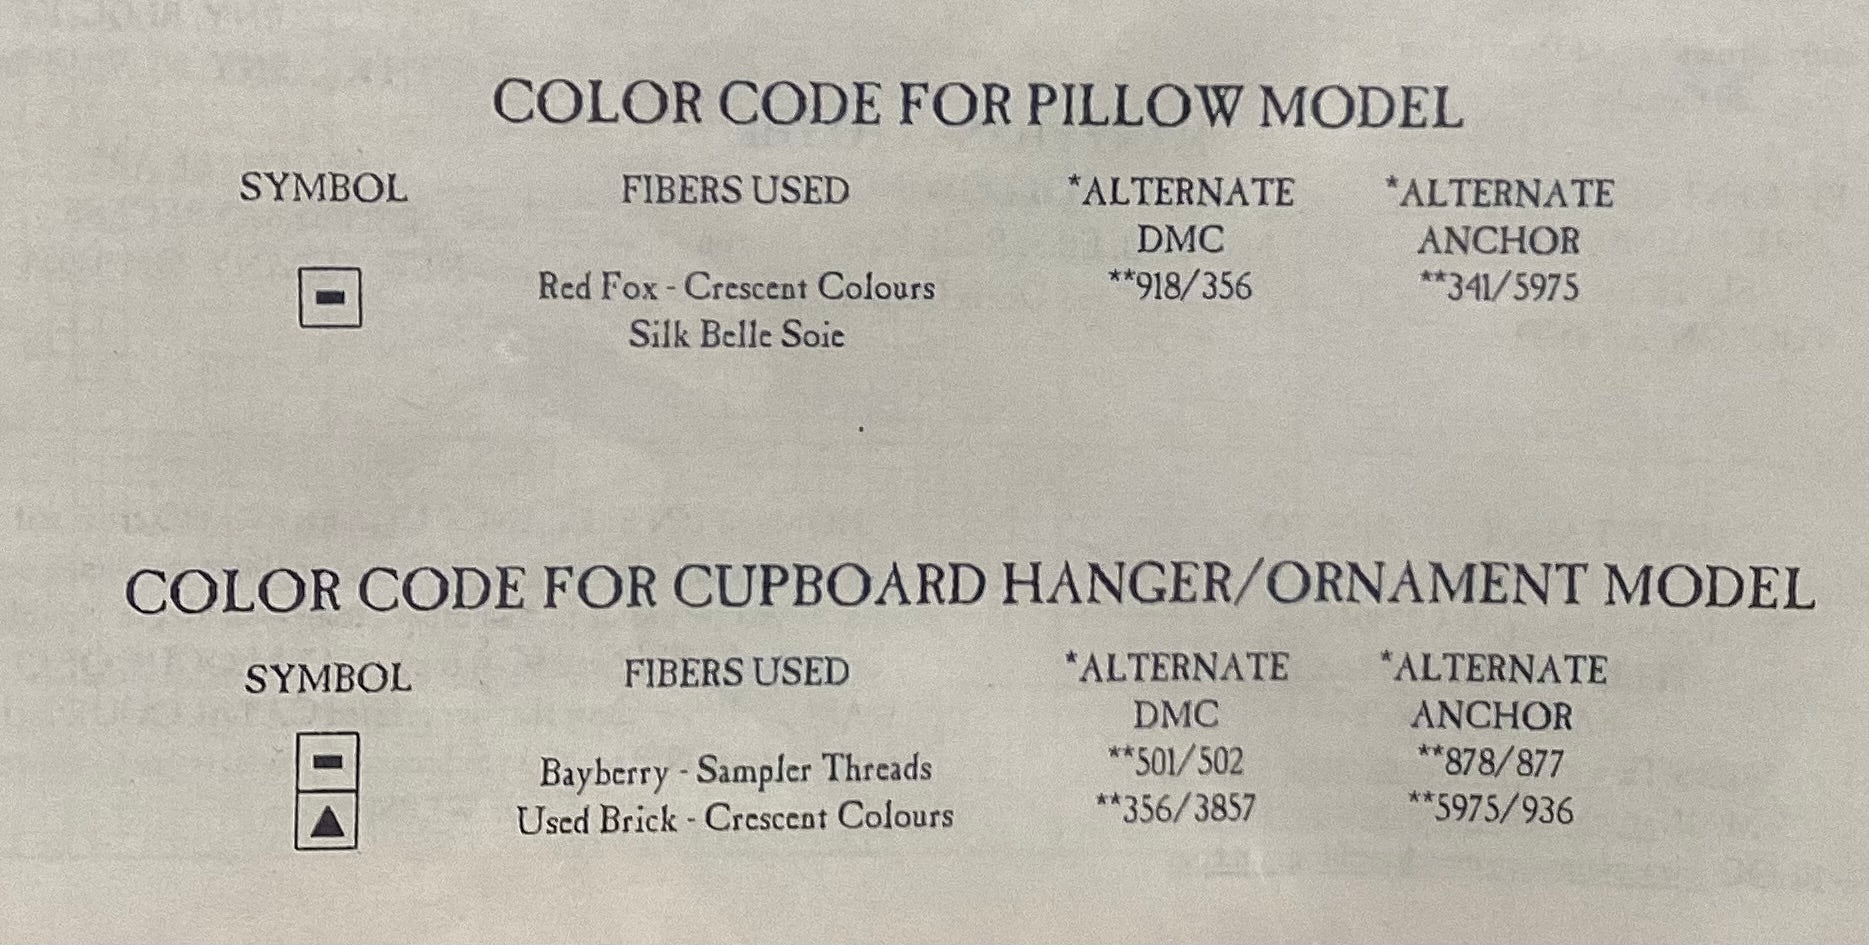 COLOR CODE FOR PILLOW MODEL
SYMBOL FIBERS USED *ALTERNATE *ALTERNATE
DMC ANCHOR
Red Fox - Crescent Colours **918/356 **341/5975
Silk Belle Soie
COLOR CODE FOR CUPBOARD HANGER/ORNAMENT MODEL
SYMBOL FIBERS USED *ALTERNATE *ALTERNATE
DMC ANCHOR
Bayberry - Sampler Threads **501/502 **878/877
Used Brick - Crescent Colours **356/3857 **5975/936